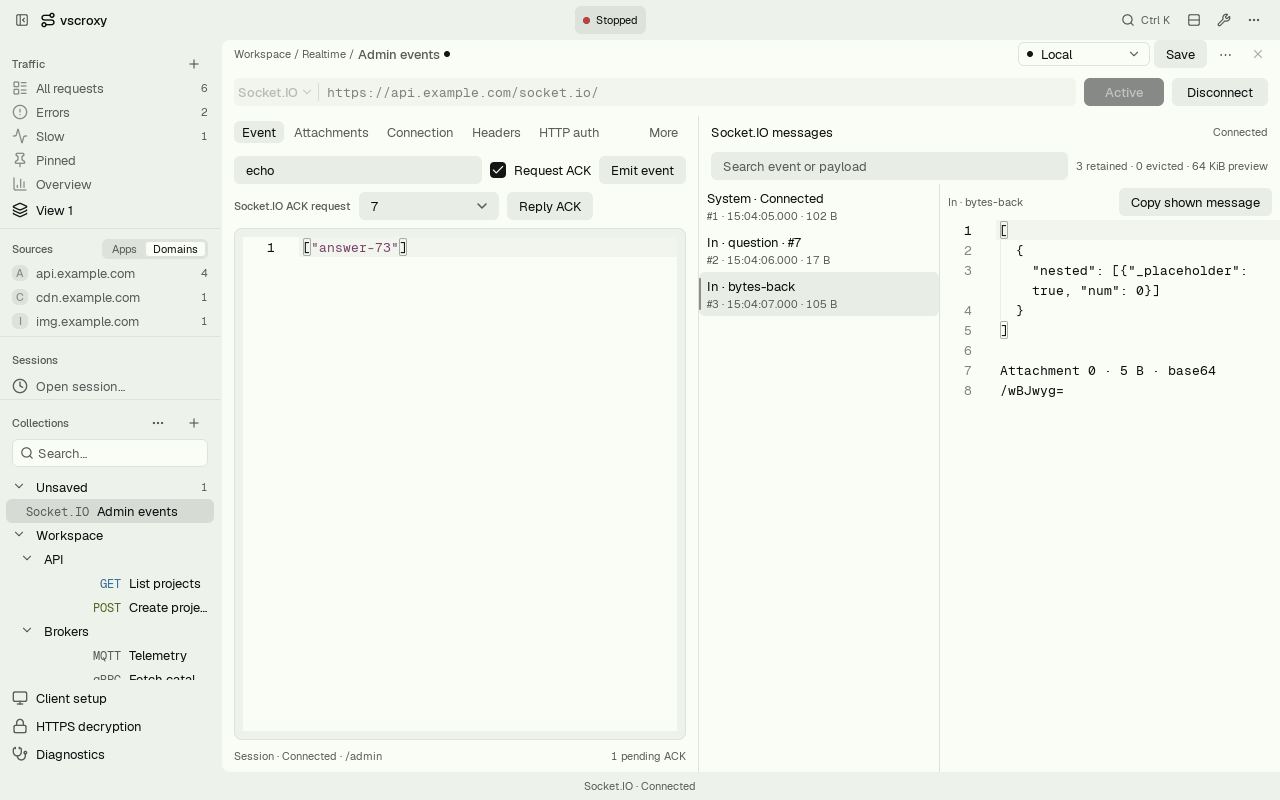 vscroxy
Stopped
Ctrl K
Traffic
All requests 6
Errors 2
Slow 1
Pinned
Overview
View 1
Sources Apps Domains
A api.example.com 4
C cdn.example.com 1
I img.example.com 1
Sessions
Open session...
Collections
Search...
Unsaved 1
Socket.IO Admin events
Workspace
API
GET List projects
POST Create proje...
Brokers
MQTT Telemetry
gRPC Fetch catal
Client setup
HTTPS decryption
Diagnostics
Workspace / Realtime / Admin events
Local
Save
Socket.IO https://api.example.com/socket.io/
Active
Disconnect
Event Attachments Connection Headers HTTP auth More
echo
Request ACK
Emit event
Socket.IO ACK request 7 Reply ACK
1 ["answer-73"]
Session · Connected · /admin 1 pending ACK
Socket.IO messages Connected
Search event or payload 3 retained · 0 evicted · 64 KiB preview
System · Connected
#1 · 15:04:05.000 · 102 B
In · question · #7
#2 · 15:04:06.000 · 17 B
In · bytes-back
#3 · 15:04:07.000 · 105 B
In · bytes-back Copy shown message
1 [
2 {
3 "nested": [{"_placeholder":
true, "num": 0}]
4 }
5 ]
6
7 Attachment 0 · 5 B · base64
8 /wBJwyg=
Socket.IO · Connected